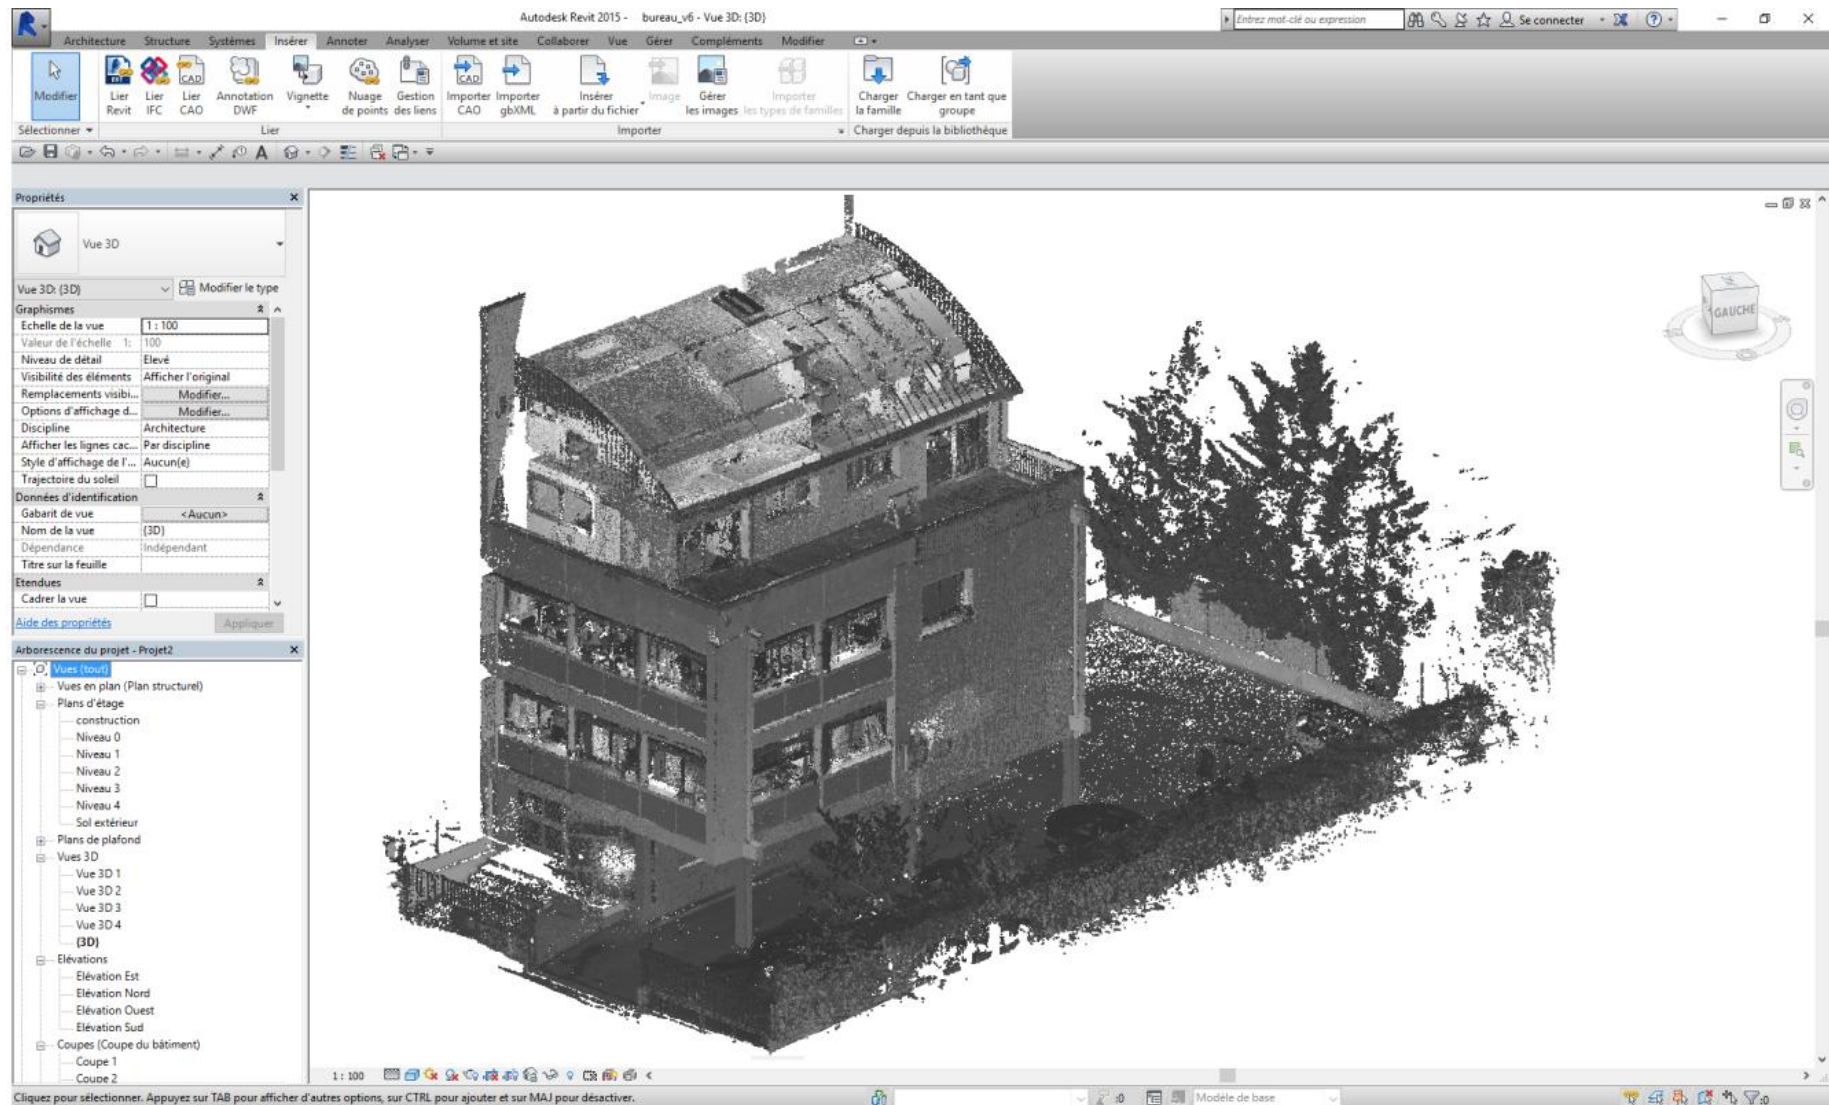 Autodesk Revit 2015 - bureau_v6 - Vue 3D: {3D}
Entrez mot-clé ou expression
Se connecter
Architecture Structure Systèmes Insérer Annoter Analyser Volume et site Collaborer Vue Gérer Compléments Modifier
Modifier
Lier Revit
Lier IFC
Lier CAO
Annotation DWF
Vignette
Nuage de points
Gestion des liens
Importer CAO
Importer gbXML
Insérer à partir du fichier
Image
Gérer les images
Importer les types de familles
Charger la famille
Charger en tant que groupe
Sélectionner
Lier
Importer
Charger depuis la bibliothèque
Propriétés
Vue 3D
Vue 3D: {3D}
Modifier le type
Graphismes
Echelle de la vue 1 : 100
Valeur de l'échelle 1: 100
Niveau de détail Elevé
Visibilité des éléments Afficher l'original
Remplacements visibi... Modifier...
Options d'affichage d... Modifier...
Discipline Architecture
Afficher les lignes cac... Par discipline
Style d'affichage de l'... Aucun(e)
Trajectoire du soleil
Données d'identification
Gabarit de vue <Aucun>
Nom de la vue {3D}
Dépendance Indépendant
Titre sur la feuille
Etendues
Cadrer la vue
Aide des propriétés Appliquer
Arborescence du projet - Projet2
Vues (tout)
Vues en plan (Plan structurel)
Plans d'étage
construction
Niveau 0
Niveau 1
Niveau 2
Niveau 3
Niveau 4
Sol extérieur
Plans de plafond
Vues 3D
Vue 3D 1
Vue 3D 2
Vue 3D 3
Vue 3D 4
{3D}
Elévations
Elévation Est
Elévation Nord
Elévation Ouest
Elévation Sud
Coupes (Coupe du bâtiment)
Coupe 1
Coupe 2
GAUCHE
1 : 100
Cliquez pour sélectionner. Appuyez sur TAB pour afficher d'autres options, sur CTRL pour ajouter et sur MAJ pour désactiver.
:0
Modèle de base
:0